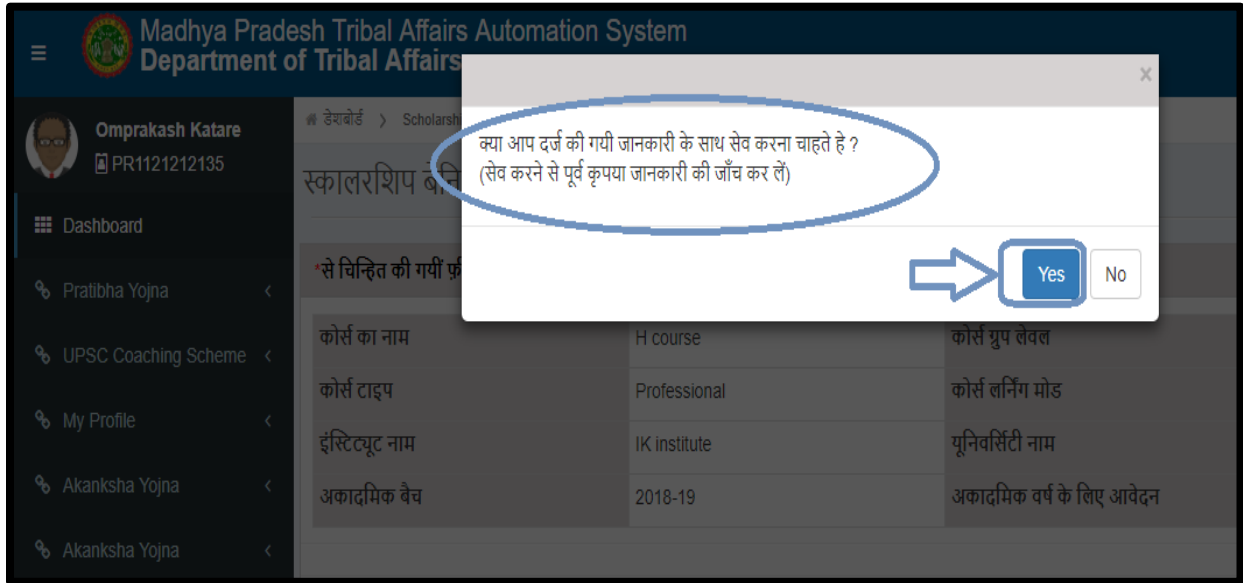 Madhya Pradesh Tribal Affairs Automation System
Department of Tribal Affairs
Omprakash Katare
PR1121212135
Dashboard
Pratibha Yojna
UPSC Coaching Scheme
My Profile
Akanksha Yojna
Akanksha Yojna
डेशबोर्ड > Scholarsh
स्कालरशिप
×
क्या आप दर्ज की गयी जानकारी के साथ सेव करना चाहते हे ?
(सेव करने से पूर्व कृपया जानकारी की जाँच कर लें)
Yes No
*से चिन्हित की गयीं
कोर्स का नाम H course कोर्स ग्रुप लेवल
कोर्स टाइप Professional कोर्स लर्निंग मोड
इंस्टिट्यूट नाम IK institute यूनिवर्सिटी नाम
अकादमिक बैच 2018-19 अकादमिक वर्ष के लिए आवेदन